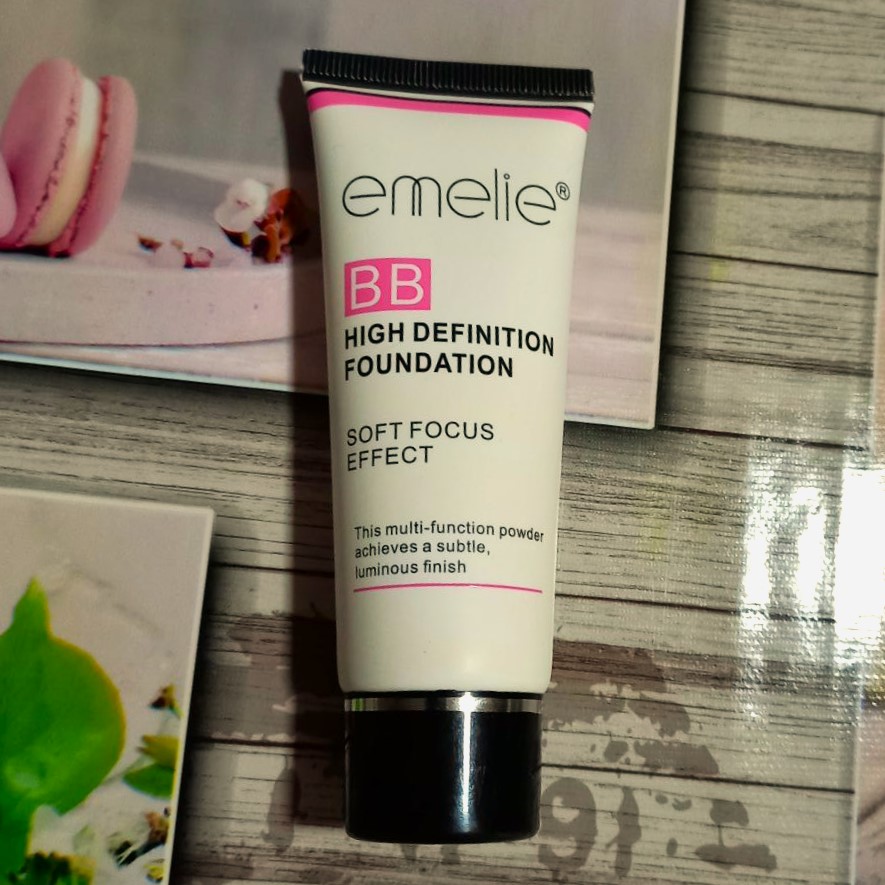 emelie®
BB
HIGH DEFINITION
FOUNDATION
SOFT FOCUS
EFFECT
This multi-function powder
achieves a subtle,
luminous finish